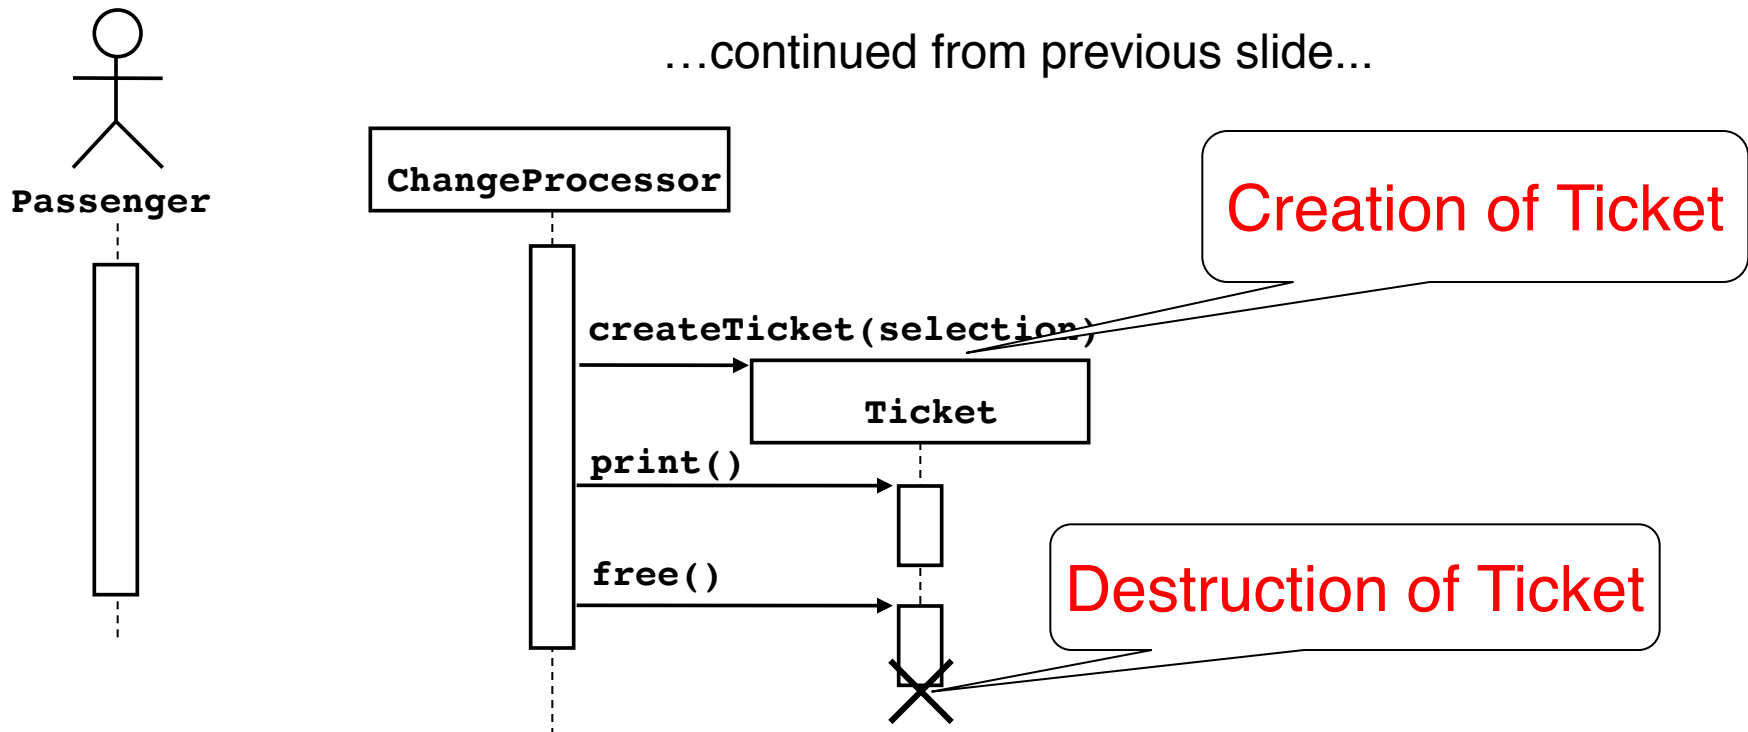 …continued from previous slide...
Passenger
ChangeProcessor
Creation of Ticket
createTicket(selection)
Ticket
print()
free()
Destruction of Ticket